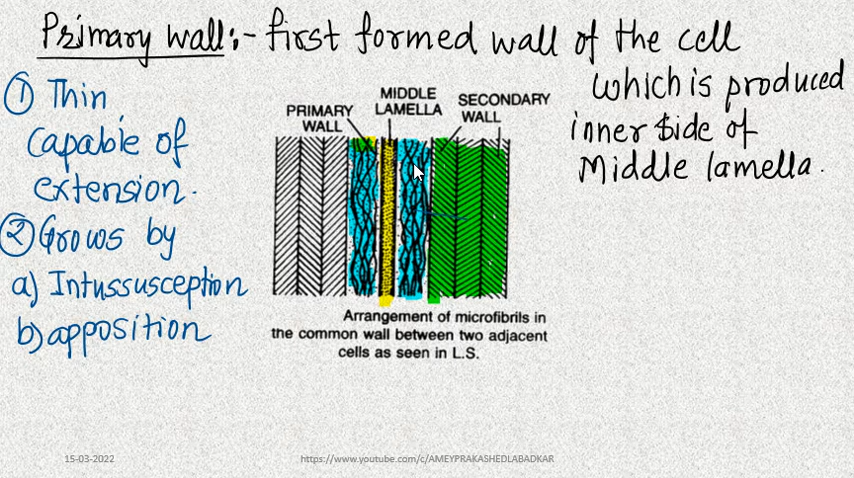 Primary wall:- first formed wall of the cell
which is produced
inner side of
Middle lamella.
① Thin,
capable of
extension.
② Grows by
a) Intussusception
b) apposition
PRIMARY
WALL
MIDDLE
LAMELLA
SECONDARY
WALL
Arrangement of microfibrils in
the common wall between two adjacent
cells as seen in L.S.
15-03-2022
https://www.youtube.com/c/AMEYPRAKASHEDLABADKAR